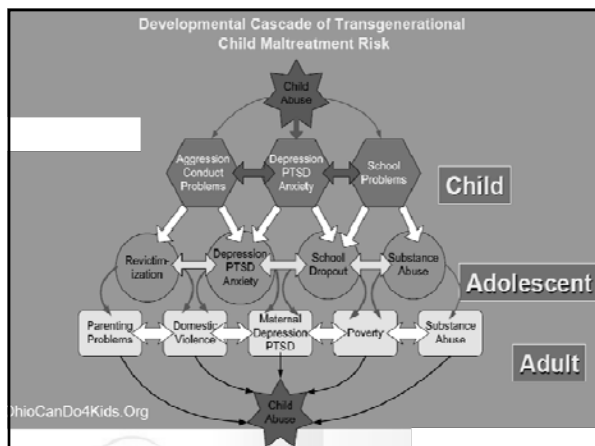 Developmental Cascade of Transgenerational
Child Maltreatment Risk
Child
Abuse
Aggression
Conduct
Problems
Depression
PTSD
Anxiety
School
Problems
Child
Revictim-
ization
Depression
PTSD
Anxiety
School
Dropout
Substance
Abuse
Adolescent
Parenting
Problems
Domestic
Violence
Maternal
Depression
PTSD
Poverty
Substance
Abuse
Adult
Child
Abuse
hioCanDo4Kids.Org